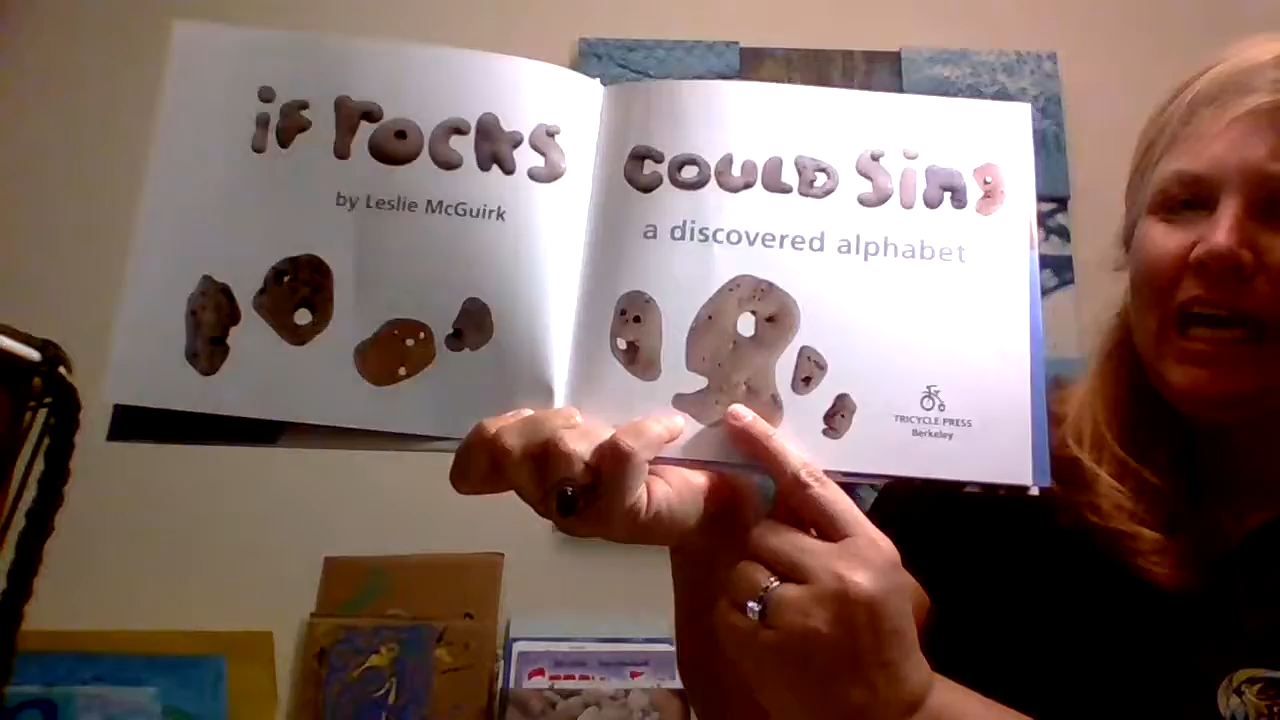 if rocks
by Leslie McGuirk
could sing
a discovered alphabet
TRICYCLE PRESS
Berkeley